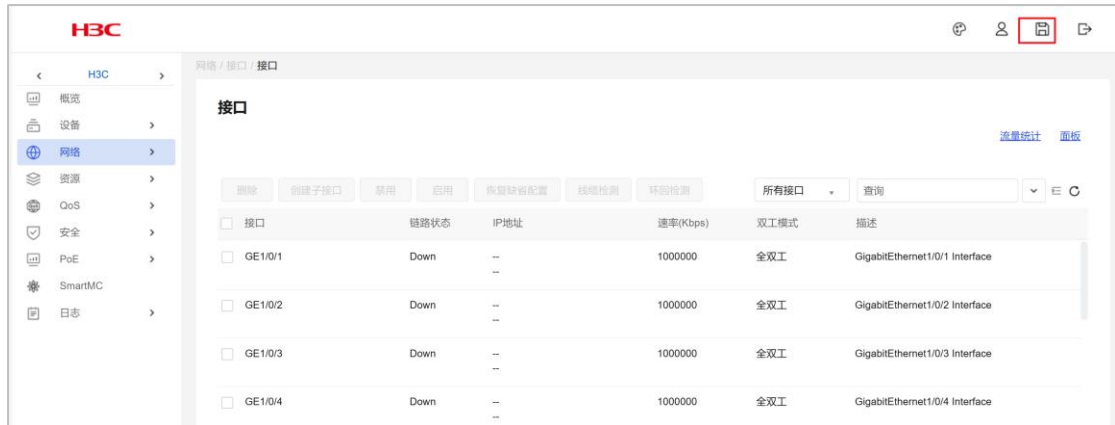 H3C
H3C
网络 / 接口 / 接口
概览
设备
网络
资源
QoS
安全
PoE
SmartMC
日志
接口
流量统计 面板
删除 创建子接口 禁用 启用 恢复缺省配置 线缆检测 环回检测 所有接口 查询
接口 链路状态 IP地址 速率(Kbps) 双工模式 描述
GE1/0/1 Down -- 1000000 全双工 GigabitEthernet1/0/1 Interface
--
GE1/0/2 Down -- 1000000 全双工 GigabitEthernet1/0/2 Interface
--
GE1/0/3 Down -- 1000000 全双工 GigabitEthernet1/0/3 Interface
--
GE1/0/4 Down -- 1000000 全双工 GigabitEthernet1/0/4 Interface
--